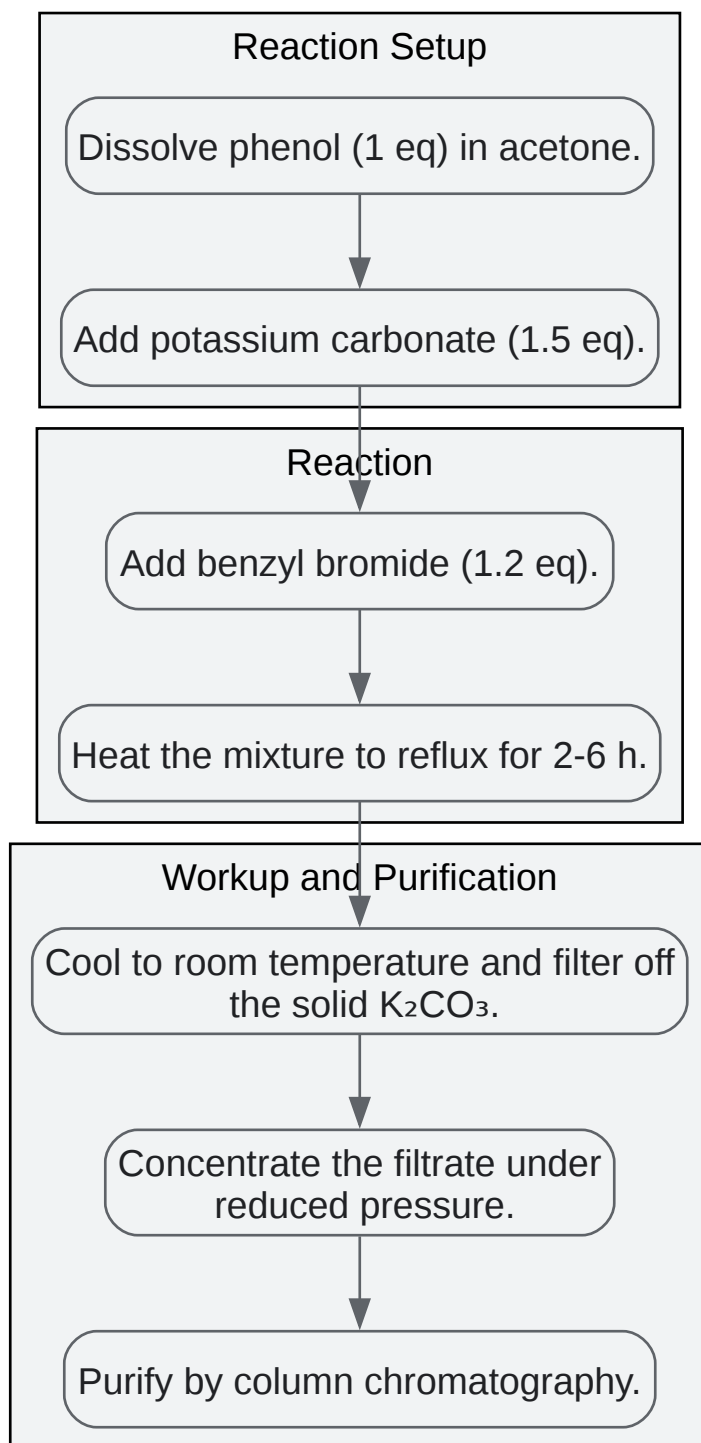 Reaction Setup
Dissolve phenol (1 eq) in acetone.
Add potassium carbonate (1.5 eq).
Reaction
Add benzyl bromide (1.2 eq).
Heat the mixture to reflux for 2-6 h.
Workup and Purification
Cool to room temperature and filter off
the solid K₂CO₃.
Concentrate the filtrate under
reduced pressure.
Purify by column chromatography.